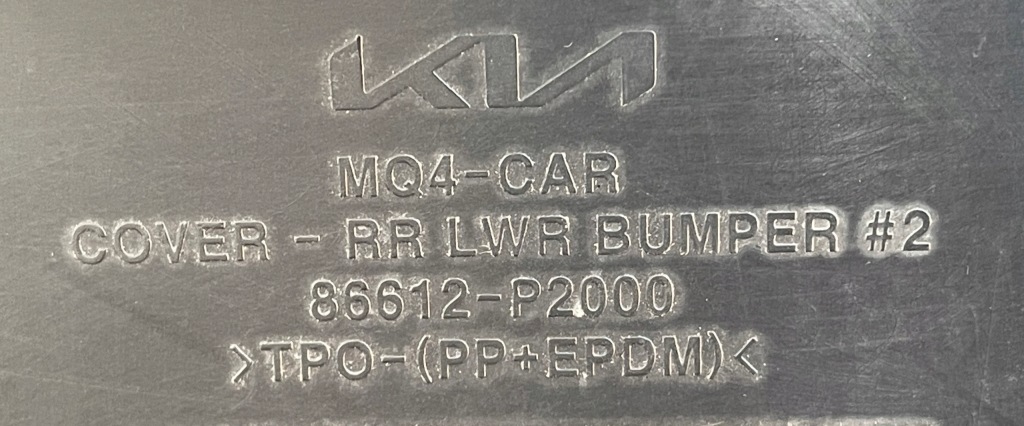 KIA
MQ4-CAR
COVER - RR LWR BUMPER #2
86612-P2000
>TPO-(PP+EPDM)<